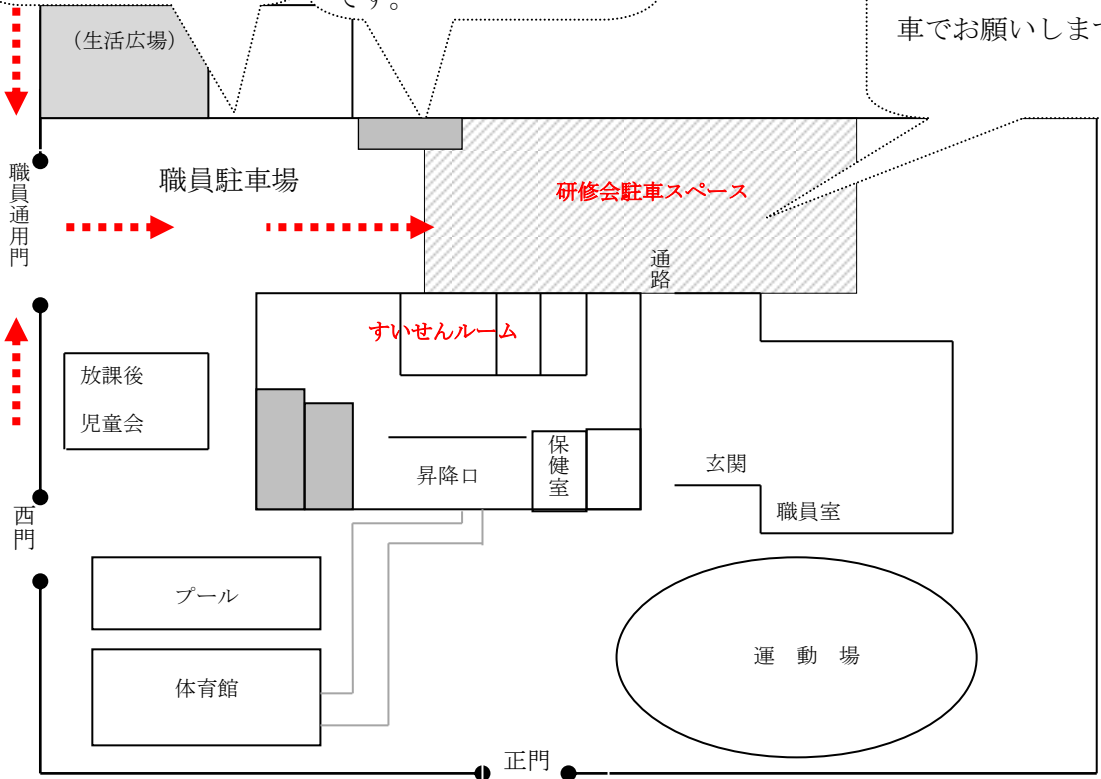 です。
(生活広場)
車でお願いしま
職員通用門
職員駐車場
研修会駐車スペース
通路
すいせんルーム
放課後
児童会
昇降口
保健室
玄関
職員室
西門
プール
体育館
運動場
正門